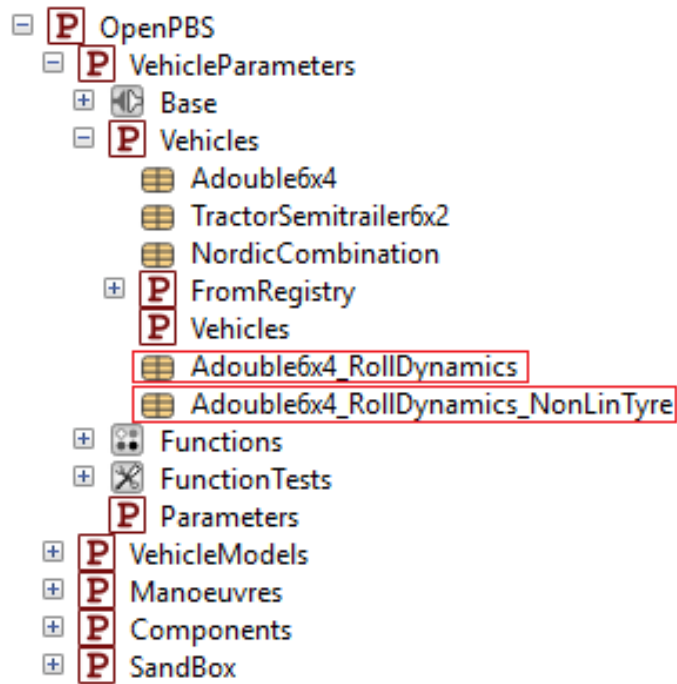 P OpenPBS
P VehicleParameters
Base
P Vehicles
Adouble6x4
TractorSemitrailer6x2
NordicCombination
P FromRegistry
P Vehicles
Adouble6x4_RollDynamics
Adouble6x4_RollDynamics_NonLinTyre
Functions
FunctionTests
P Parameters
P VehicleModels
P Manoeuvres
P Components
P SandBox